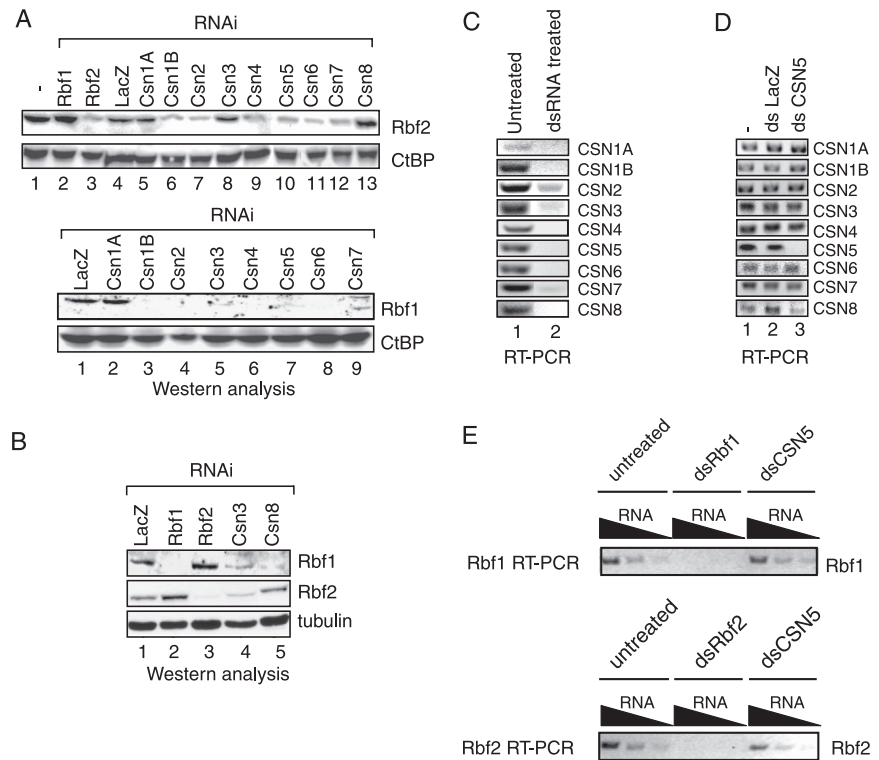 A
RNAi
- Rbf1 Rbf2 LacZ Csn1A Csn1B Csn2 Csn3 Csn4 Csn5 Csn6 Csn7 Csn8
Rbf2
CtBP
1 2 3 4 5 6 7 8 9 10 11 12 13
RNAi
LacZ Csn1A Csn1B Csn2 Csn3 Csn4 Csn5 Csn6 Csn7
Rbf1
CtBP
1 2 3 4 5 6 7 8 9
Western analysis
B
RNAi
LacZ Rbf1 Rbf2 Csn3 Csn8
Rbf1
Rbf2
tubulin
1 2 3 4 5
Western analysis
C
Untreated dsRNA treated
CSN1A
CSN1B
CSN2
CSN3
CSN4
CSN5
CSN6
CSN7
CSN8
1 2
RT-PCR
D
- ds LacZ ds CSN5
CSN1A
CSN1B
CSN2
CSN3
CSN4
CSN5
CSN6
CSN7
CSN8
1 2 3
RT-PCR
E
untreated dsRbf1 dsCSN5
RNA RNA RNA
Rbf1 RT-PCR Rbf1
untreated dsRbf2 dsCSN5
RNA RNA RNA
Rbf2 RT-PCR Rbf2